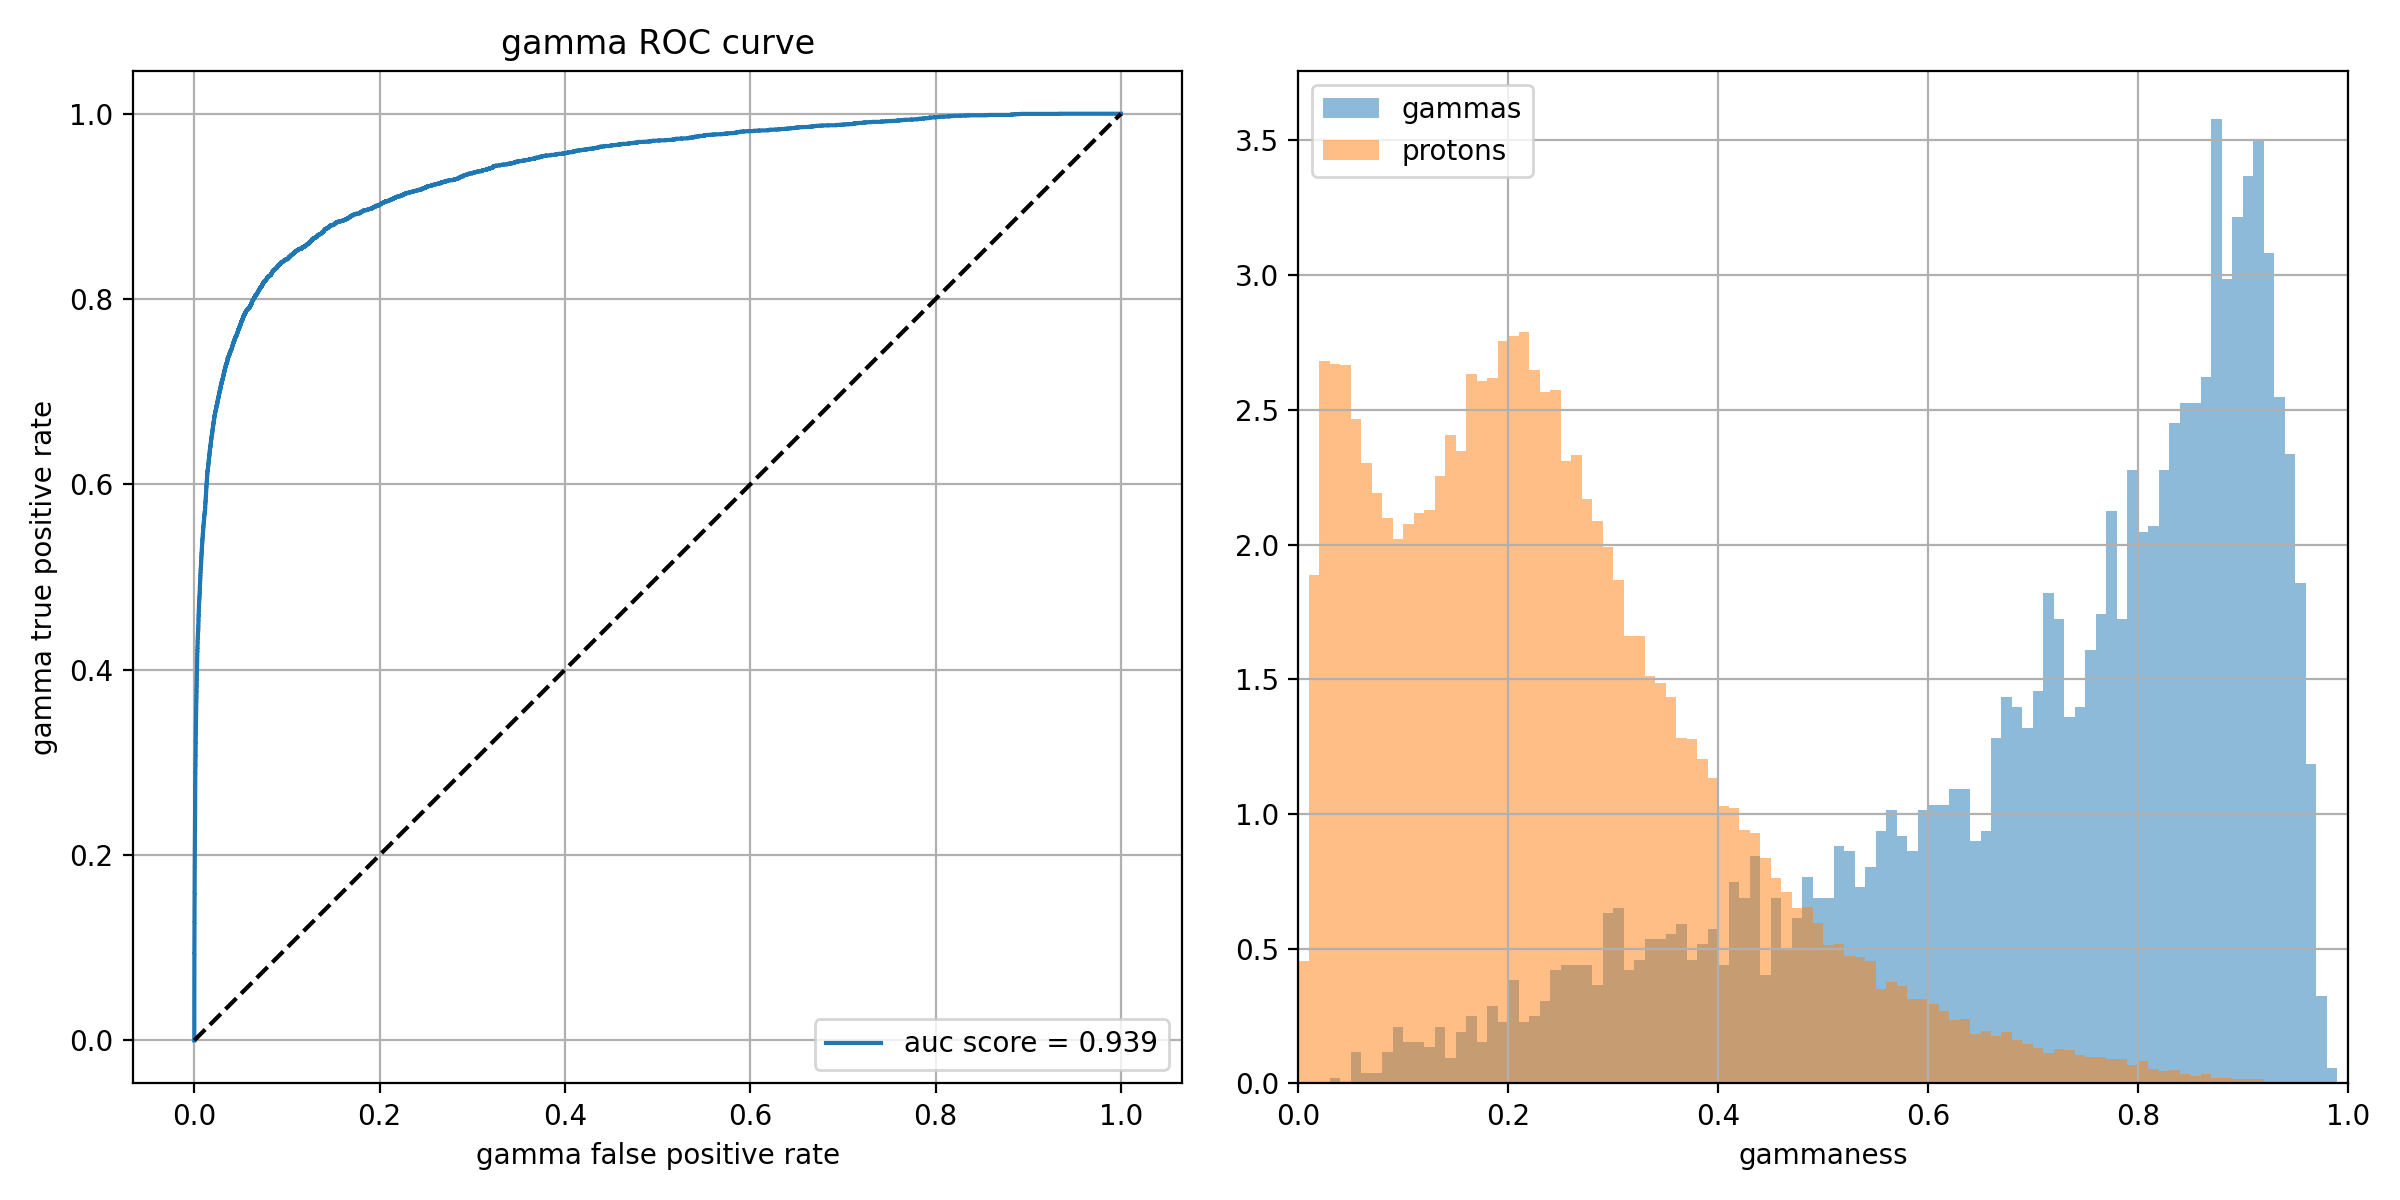 gamma ROC curve
gamma true positive rate
1.0
0.8
0.6
0.4
0.2
0.0
0.0 0.2 0.4 0.6 0.8 1.0
gamma false positive rate
auc score = 0.939
gammas
protons
3.5
3.0
2.5
2.0
1.5
1.0
0.5
0.0
0.0 0.2 0.4 0.6 0.8 1.0
gammaness